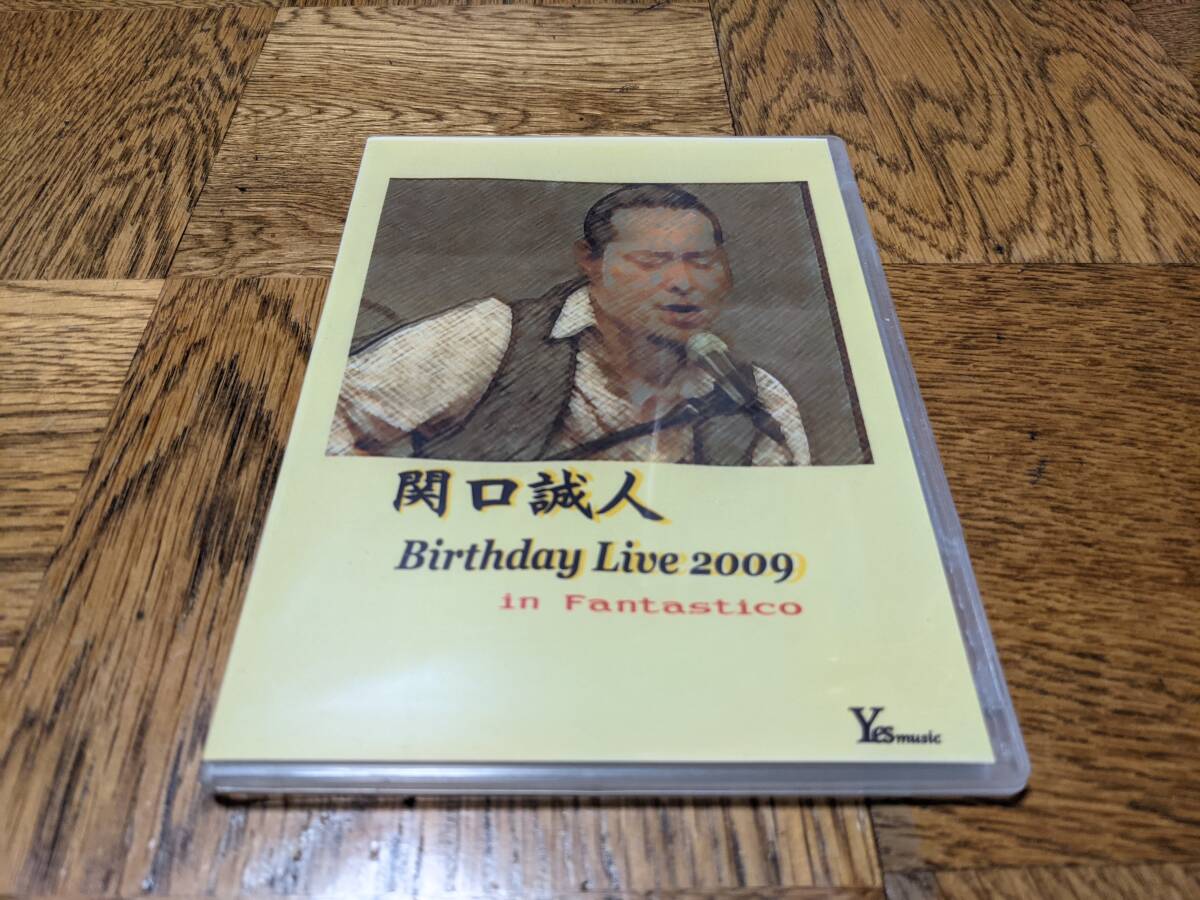 関口誠人
Birthday Live 2009
in Fantastico
Yes music